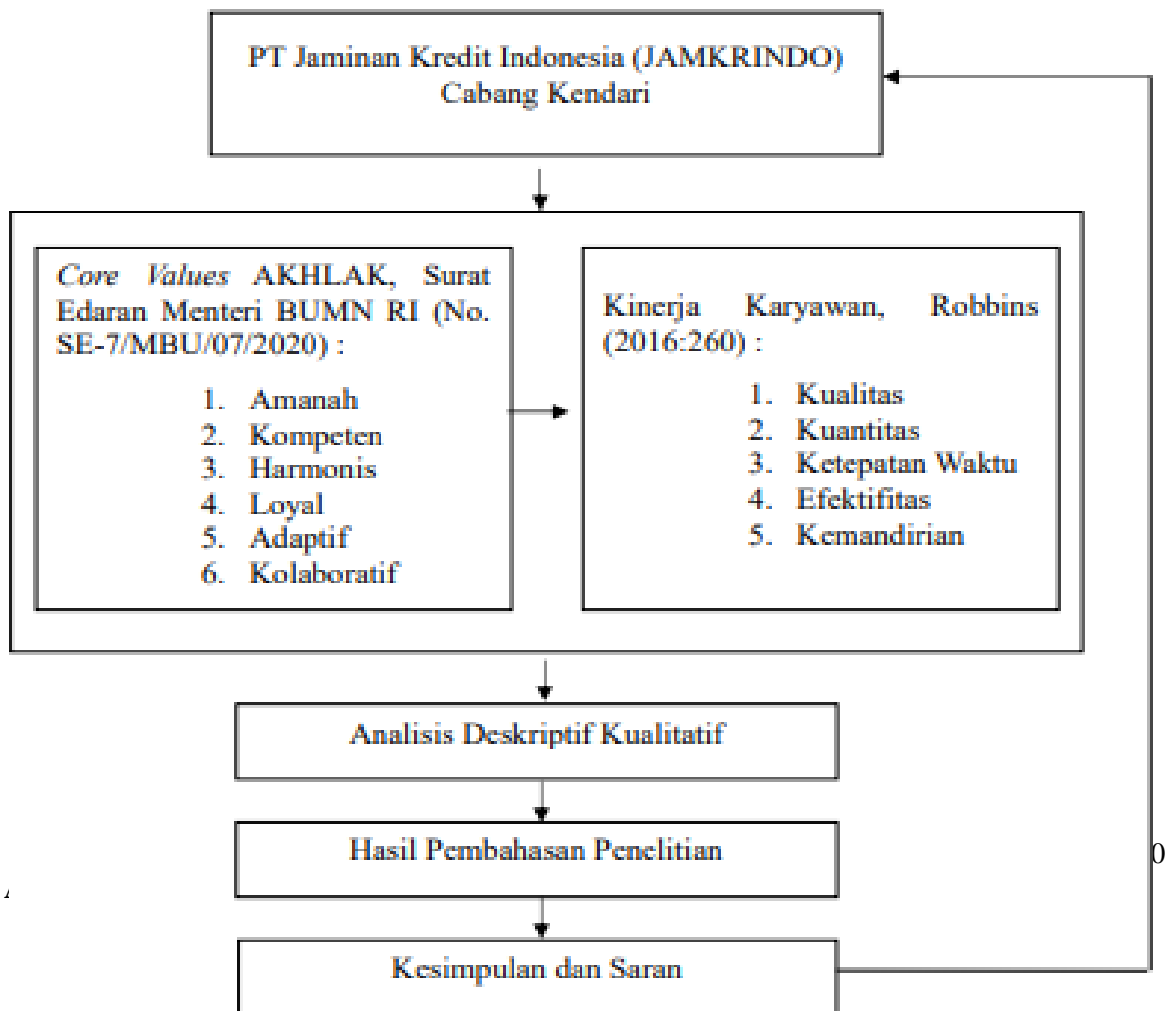 PT Jaminan Kredit Indonesia (JAMKRINDO)
Cabang Kendari
Core Values AKHLAK, Surat
Edaran Menteri BUMN RI (No.
SE-7/MBU/07/2020) :
1. Amanah
2. Kompeten
3. Harmonis
4. Loyal
5. Adaptif
6. Kolaboratif
Kinerja Karyawan, Robbins
(2016:260) :
1. Kualitas
2. Kuantitas
3. Ketepatan Waktu
4. Efektifitas
5. Kemandirian
Analisis Deskriptif Kualitatif
Hasil Pembahasan Penelitian
0
Kesimpulan dan Saran